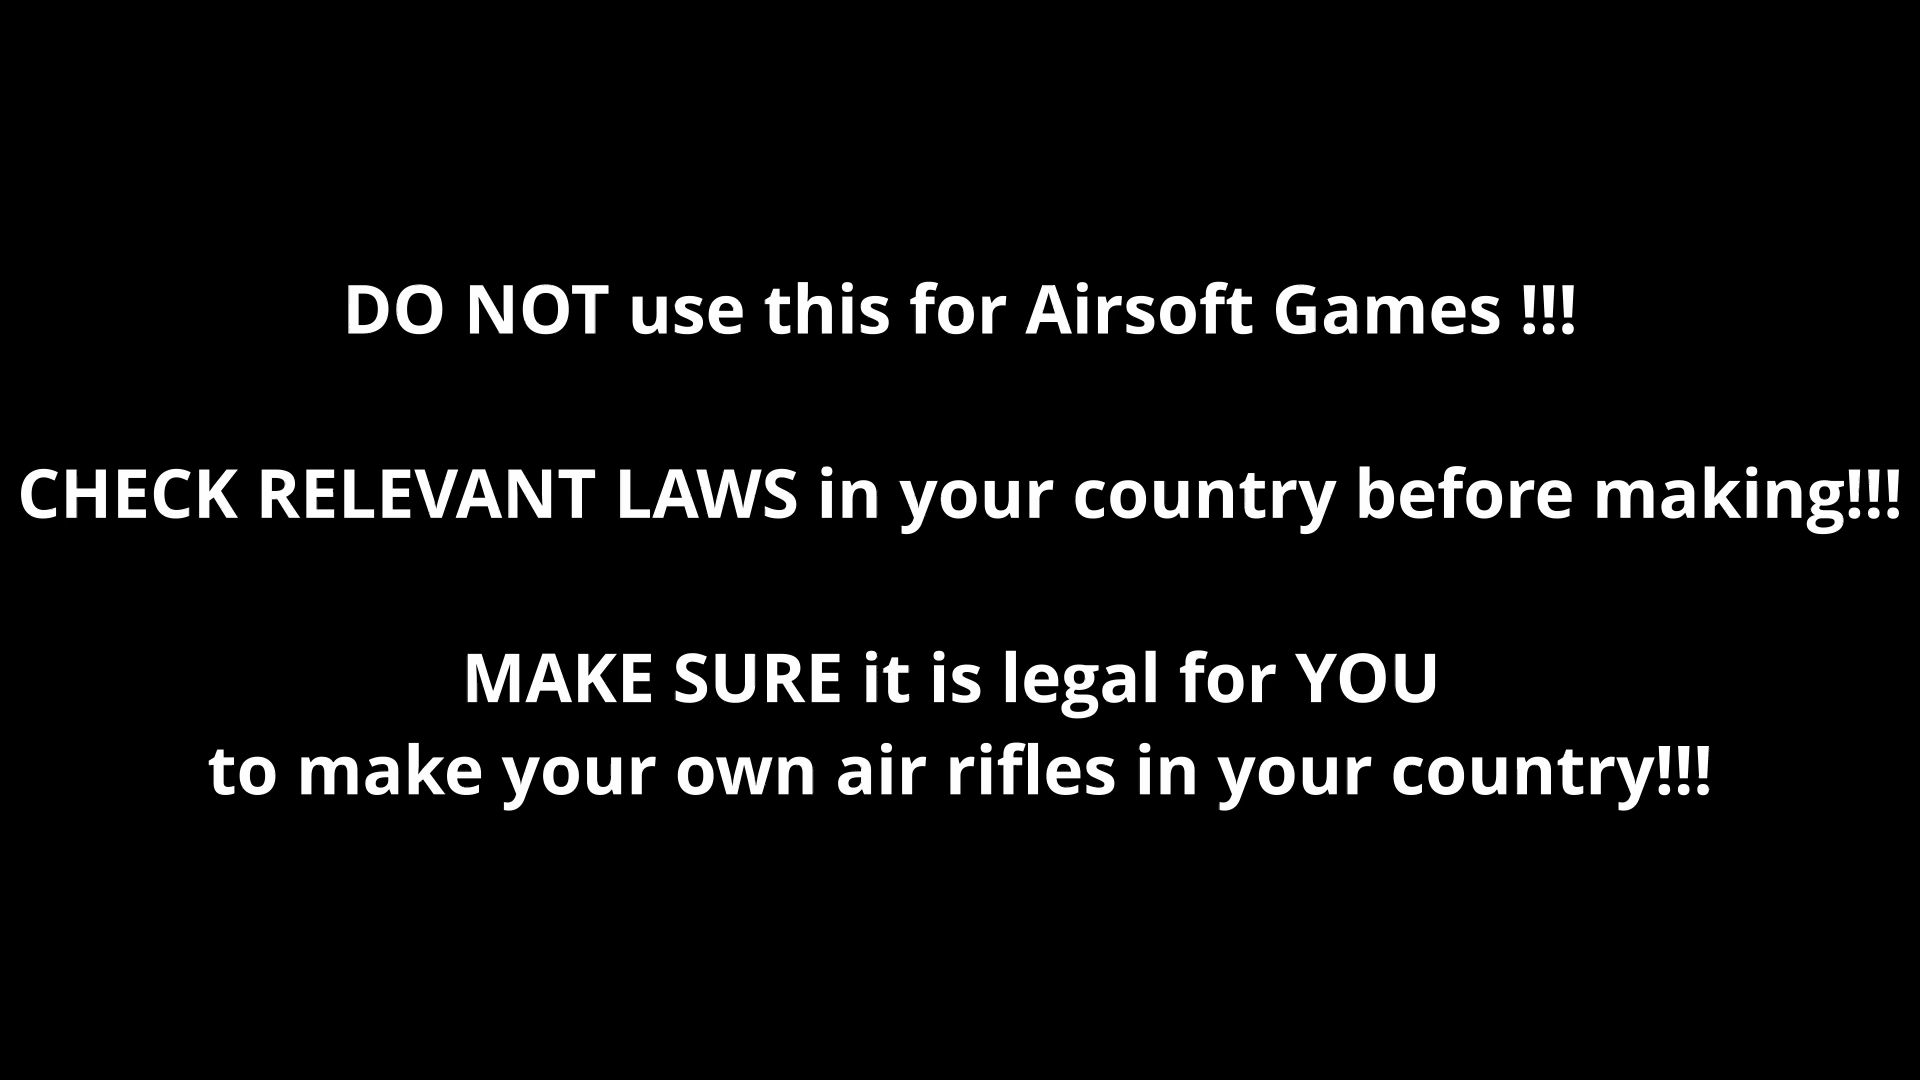 DO NOT use this for Airsoft Games !!!
CHECK RELEVANT LAWS in your country before making!!!
MAKE SURE it is legal for YOU
to make your own air rifles in your country!!!